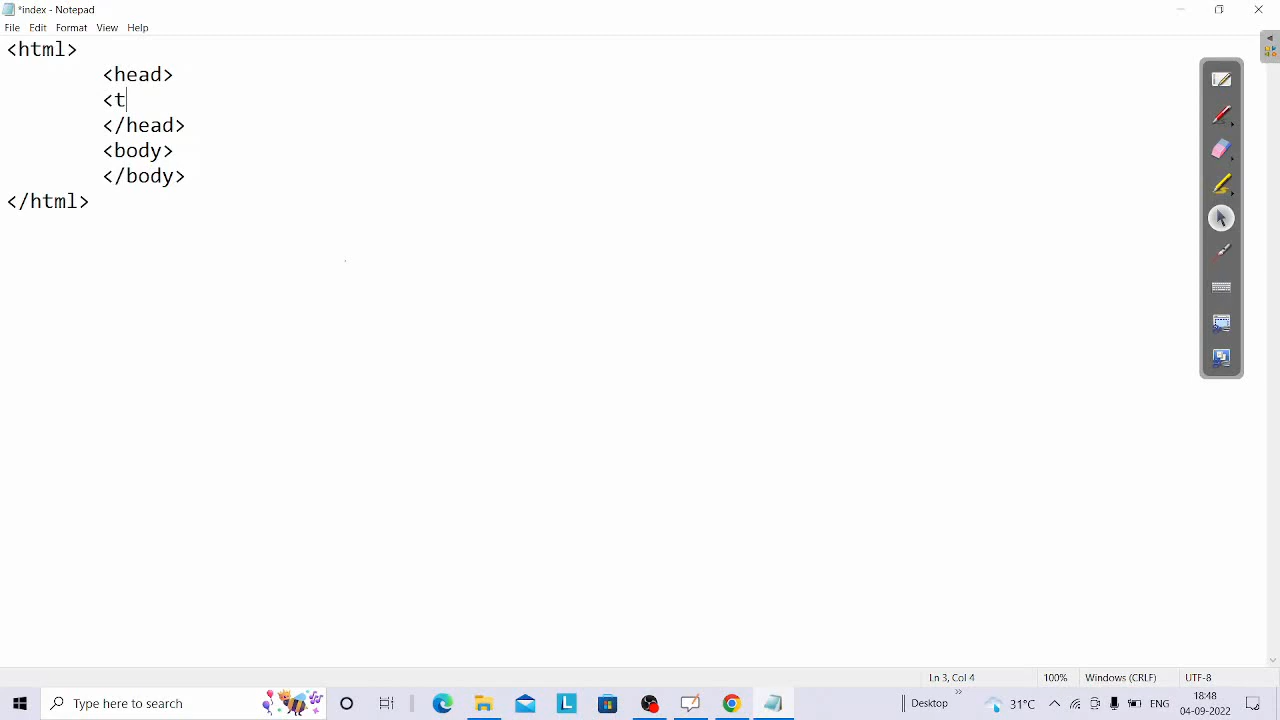 *index - Notepad
File Edit Format View Help
<html>
<head>
<t
</head>
<body>
</body>
</html>
Ln 3, Col 4 100% Windows (CRLF) UTF-8
Type here to search
L
Desktop
31°C
ENG
18:48
04-09-2022